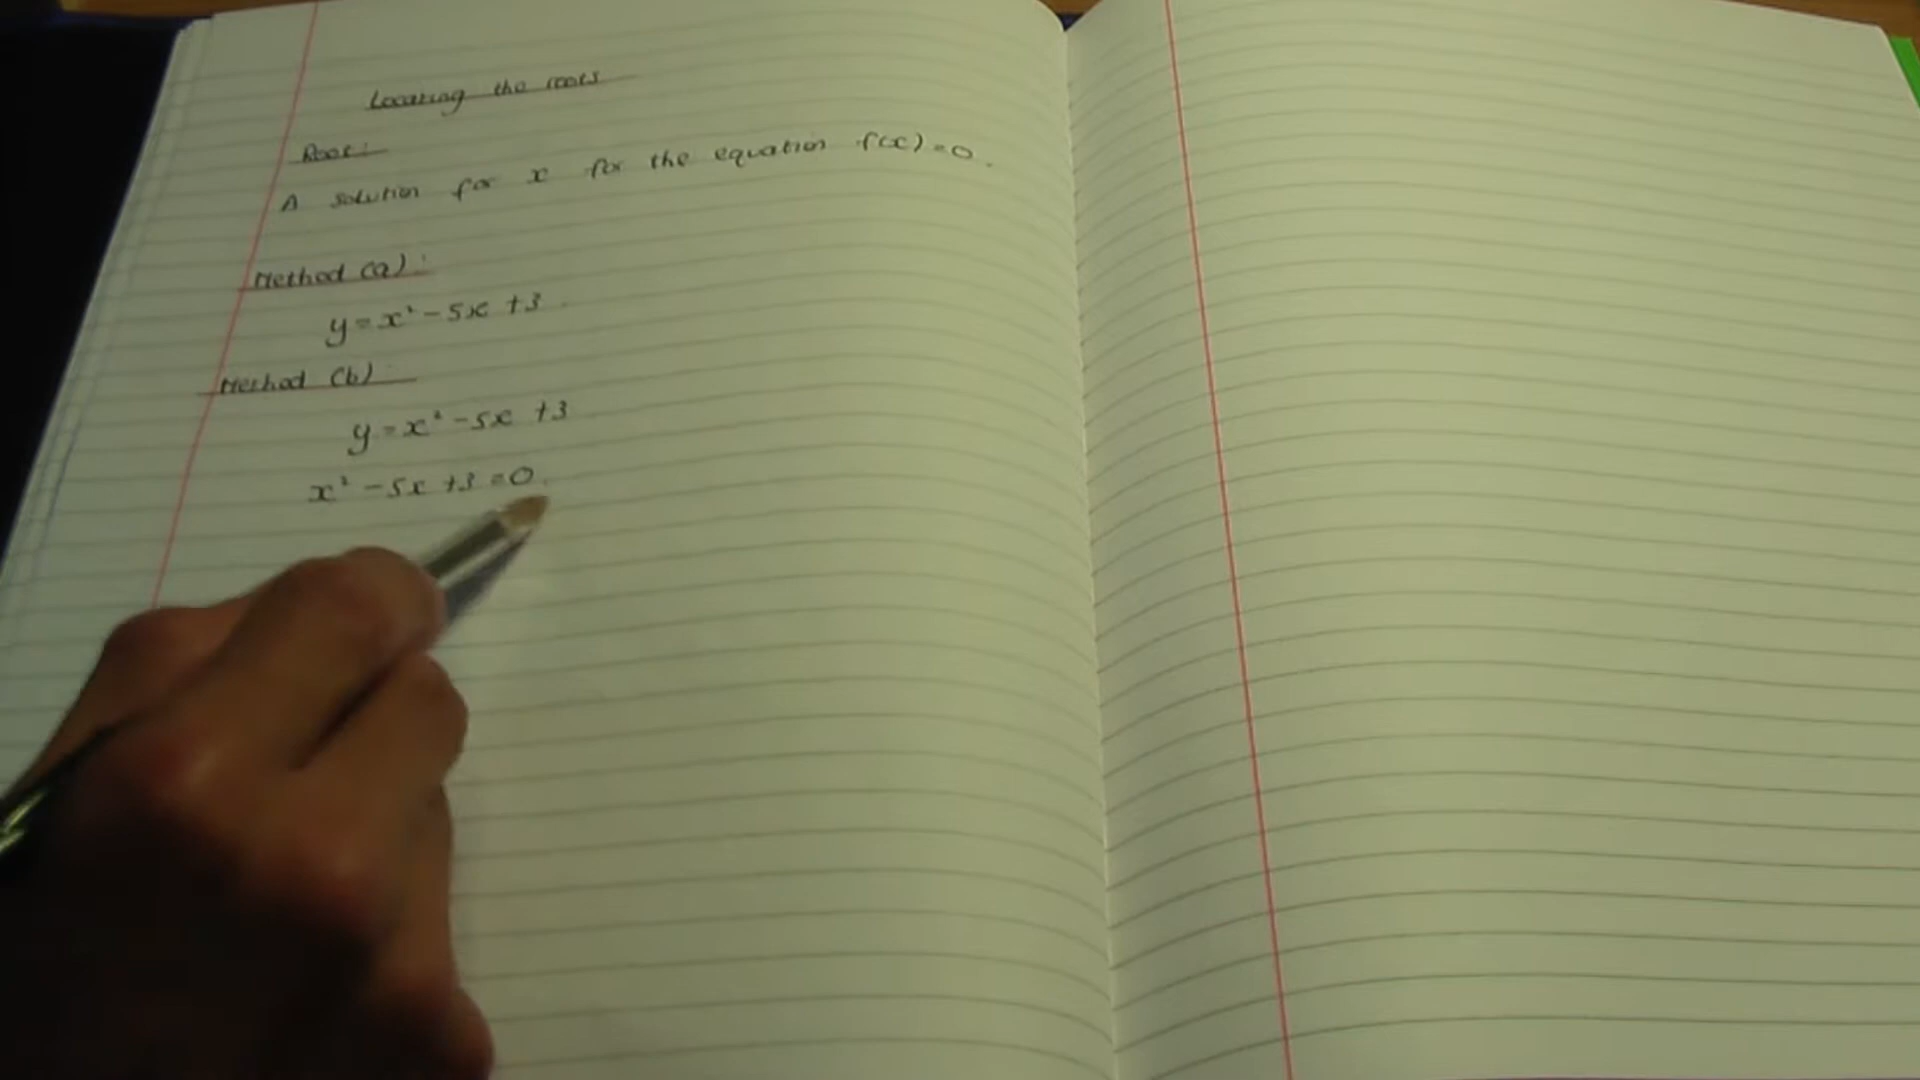 Locating the roots
Root:
A solution for x for the equation f(x)=0.
Method (a):
y=x²-5x+3
Method (b)
y=x²-5x+3
x²-5x+3=0